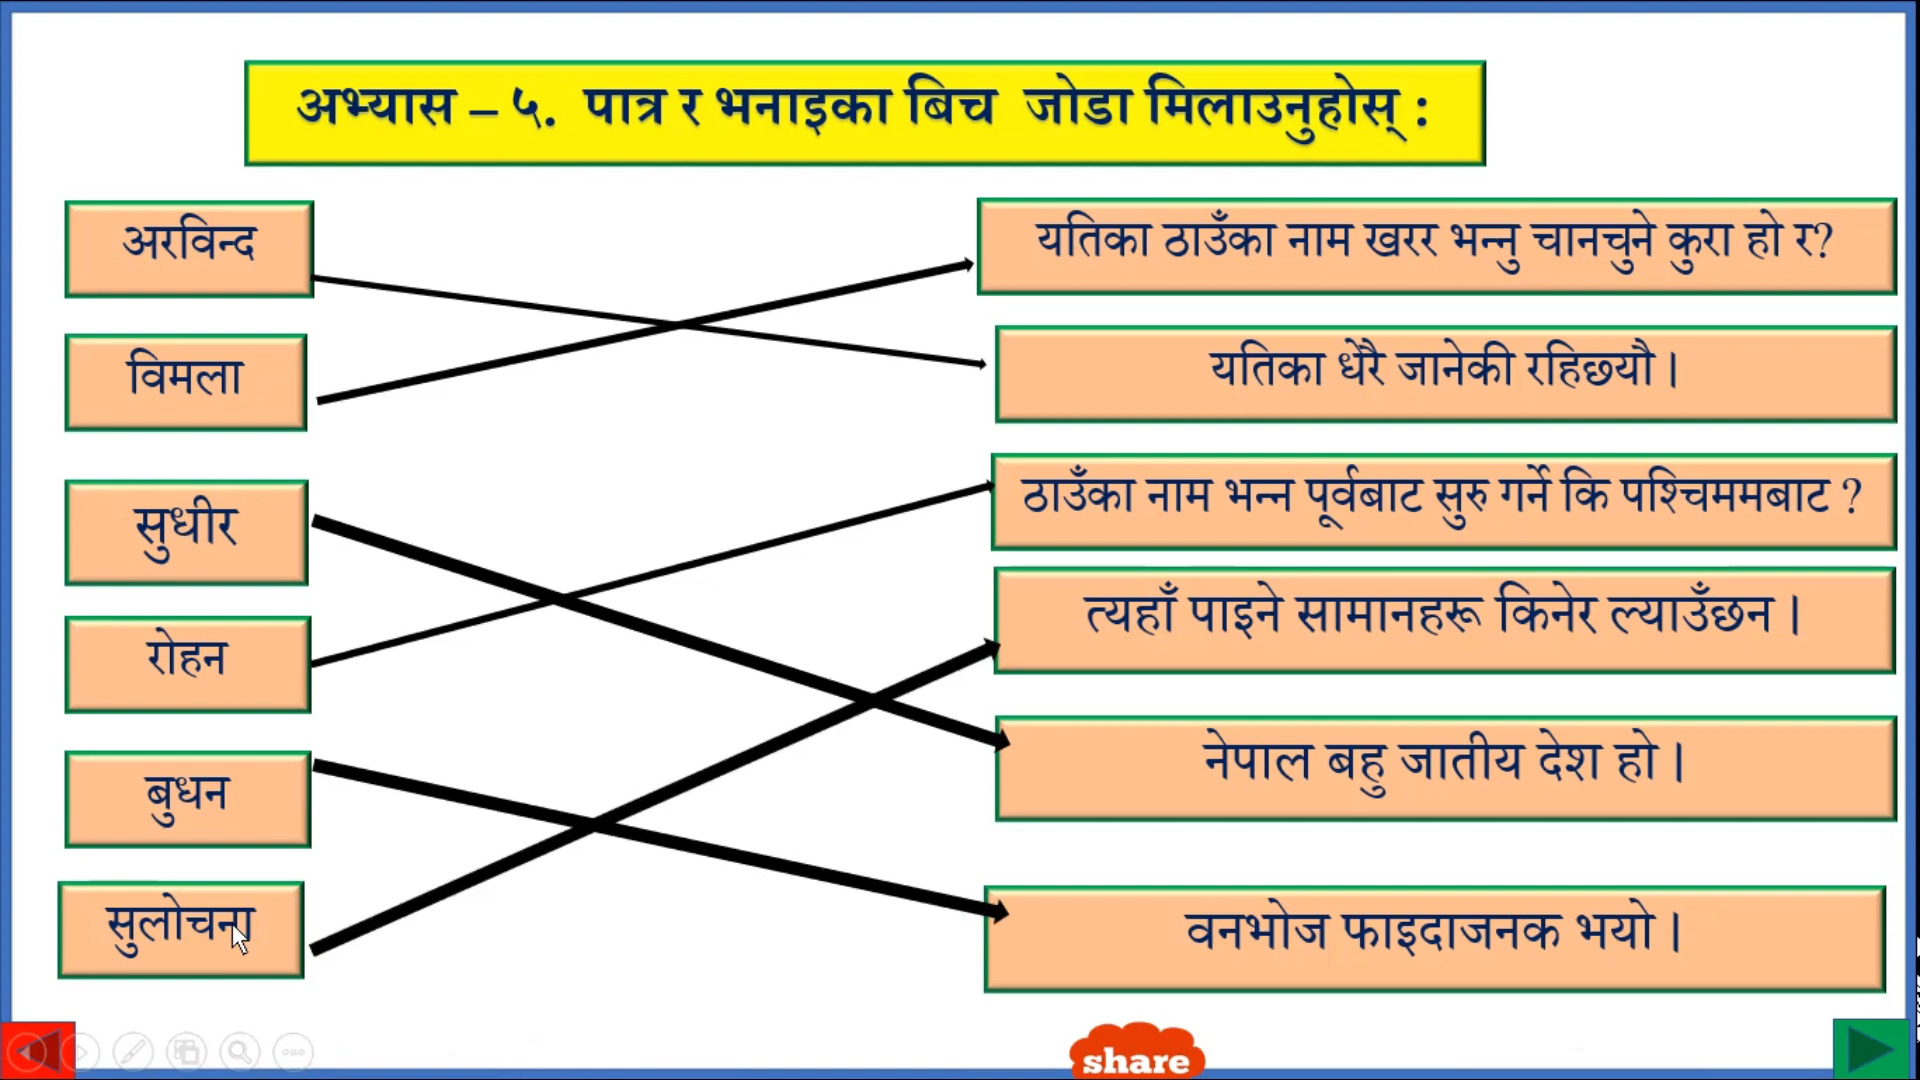 अभ्यास – ५. पात्र र भनाइका बिच जोडा मिलाउनुहोस् :
अरविन्द
यतिका ठाउँका नाम खरर भन्नु चानचुने कुरा हो र?
विमला
यतिका धेरै जानेकी रहिछ्यौ।
सुधीर
ठाउँका नाम भन्न पूर्वबाट सुरु गर्ने कि पश्चिममबाट ?
रोहन
त्यहाँ पाइने सामानहरू किनेर ल्याउँछन।
बुधन
नेपाल बहु जातीय देश हो।
सुलोचना
वनभोज फाइदाजनक भयो।
share